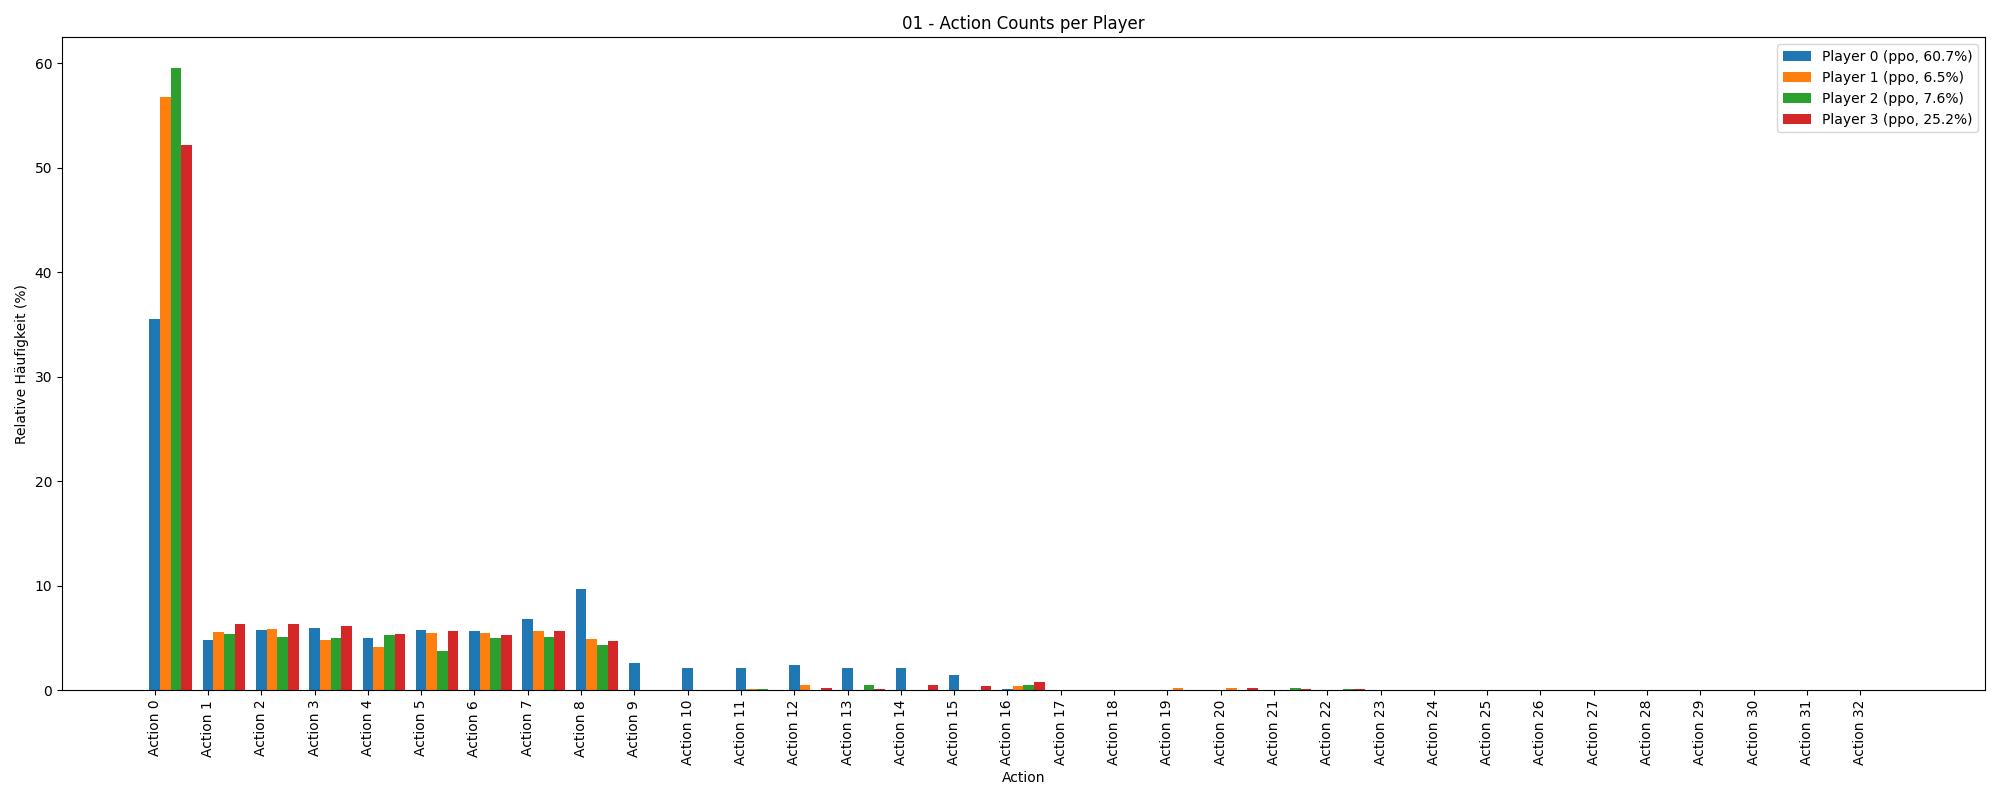 01 - Action Counts per Player
Relative Häufigkeit (%)
60
50
40
30
20
10
0
Player 0 (ppo, 60.7%)
Player 1 (ppo, 6.5%)
Player 2 (ppo, 7.6%)
Player 3 (ppo, 25.2%)
Action 0
Action 1
Action 2
Action 3
Action 4
Action 5
Action 6
Action 7
Action 8
Action 9
Action 10
Action 11
Action 12
Action 13
Action 14
Action 15
Action 16
Action 17
Action 18
Action 19
Action 20
Action 21
Action 22
Action 23
Action 24
Action 25
Action 26
Action 27
Action 28
Action 29
Action 30
Action 31
Action 32
Action